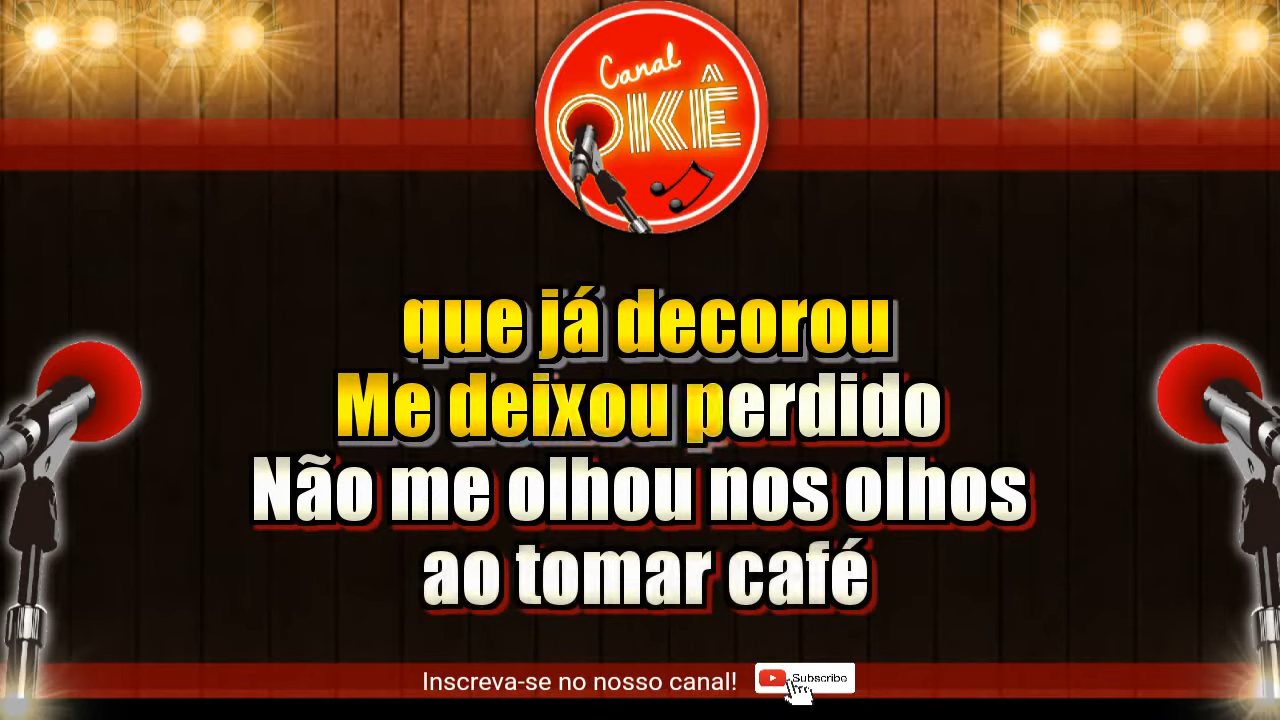 Canal
OKÊ
que já decorou
Me deixou perdido
Não me olhou nos olhos
ao tomar café
Inscreva-se no nosso canal! Subscribe